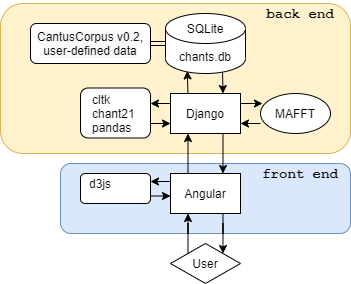 back end
CantusCorpus v0.2,
user-defined data
SQLite
chants.db
cltk
chant21
pandas
Django
MAFFT
front end
d3js
Angular
User